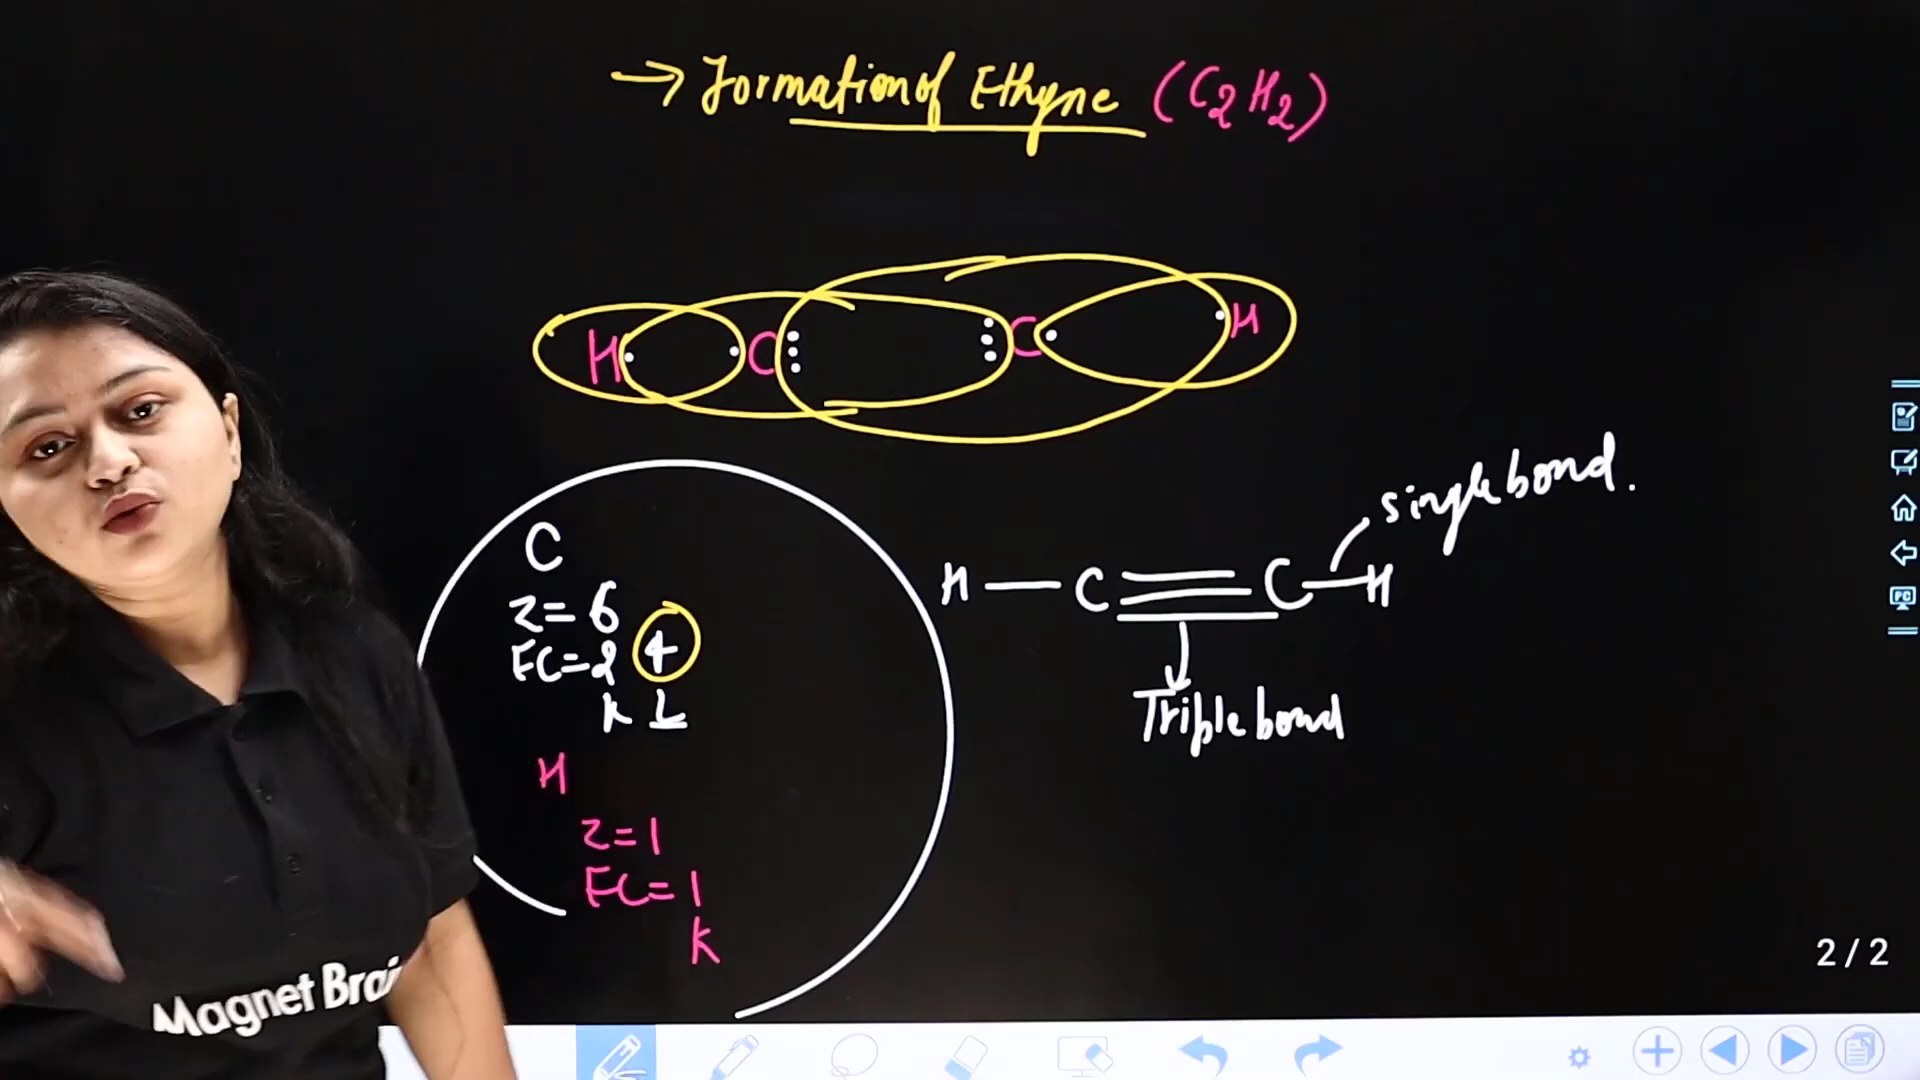 → Formation of Ethyne (C2H2)
H C C H
C
Z = 6
EC = 2 4
K L
H
Z = 1
EC = 1
K
single bond.
H — C ≡ C — H
Triple bond
Magnet Brai
PC
2 / 2